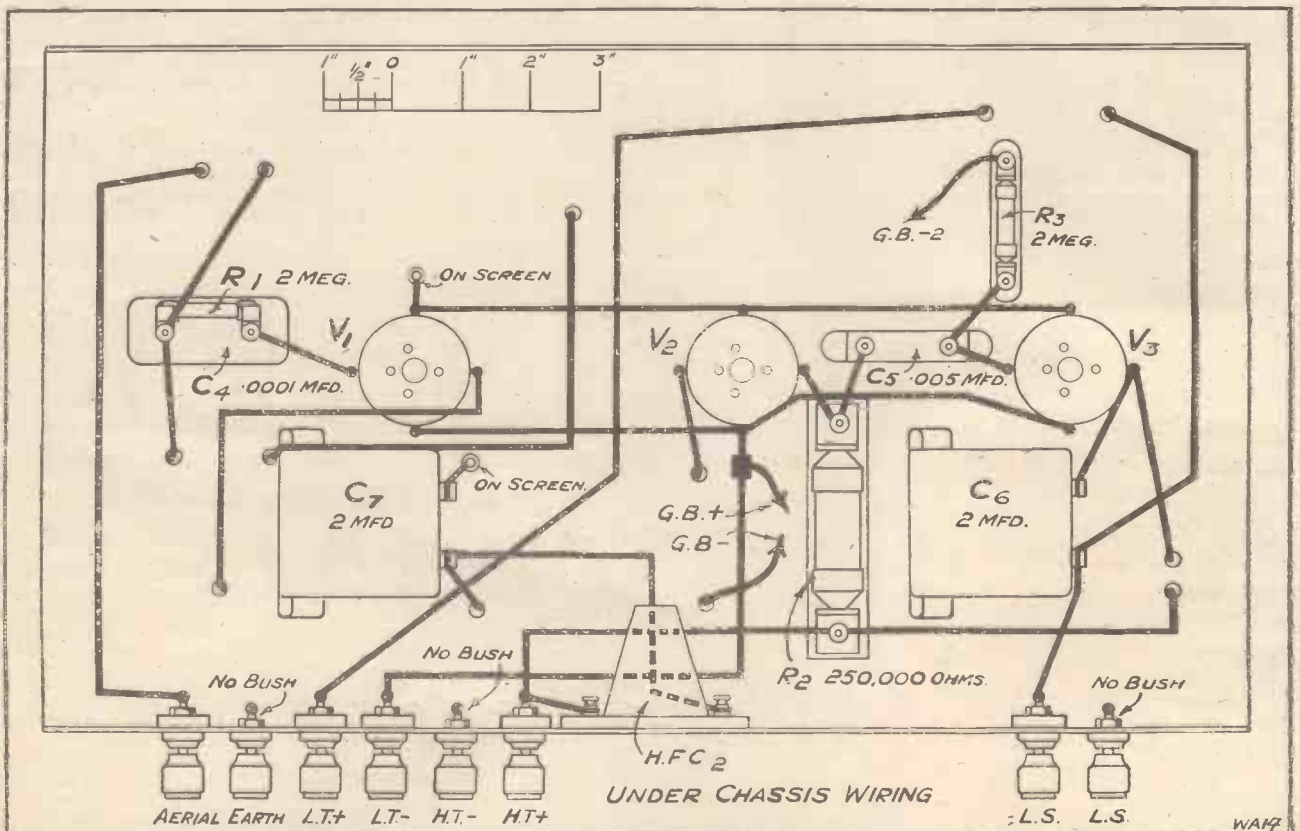 1" ½" 0 1" 2" 3"
G.B.-2
R3
2 MEG.
ON SCREEN
R1 2 MEG.
V1
V2
V3
C4 .0001 MFD.
C5 .005 MFD.
C7
2 MFD
ON SCREEN.
C6
2 MFD.
G.B.+
G.B-
NO BUSH
NO BUSH
R2 250,000 OHMS.
NO BUSH
H.F.C2
UNDER CHASSIS WIRING
AERIAL EARTH L.T.+ L.T.- H.T.- H.T+ L.S. L.S.
WA17